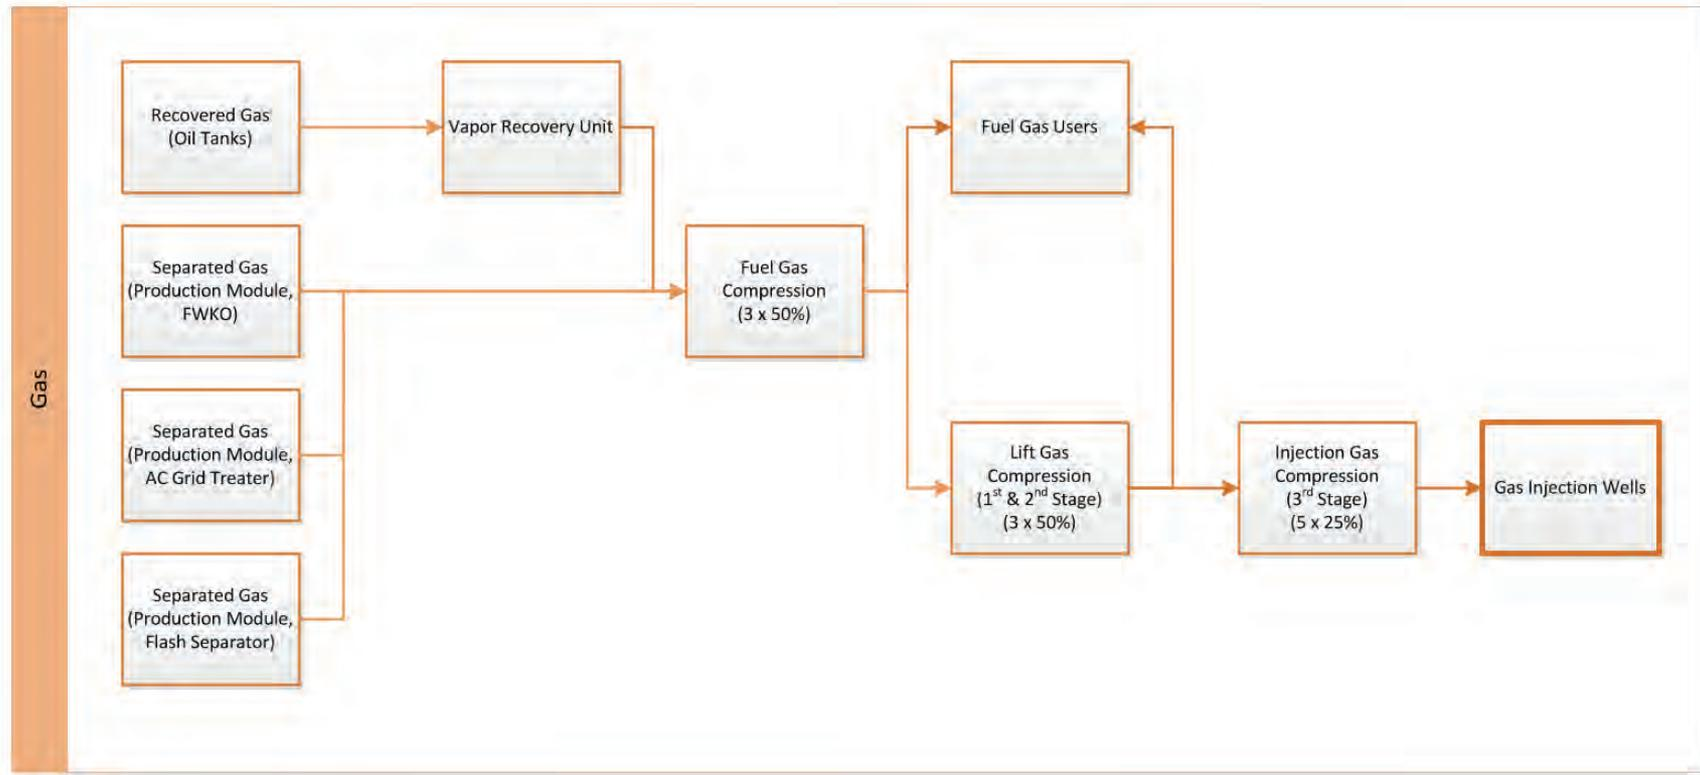 Gas
Recovered Gas
(Oil Tanks)
Vapor Recovery Unit
Fuel Gas Users
Separated Gas
(Production Module,
FWKO)
Fuel Gas
Compression
(3 x 50%)
Separated Gas
(Production Module,
AC Grid Treater)
Lift Gas
Compression
(1st & 2nd Stage)
(3 x 50%)
Injection Gas
Compression
(3rd Stage)
(5 x 25%)
Gas Injection Wells
Separated Gas
(Production Module,
Flash Separator)